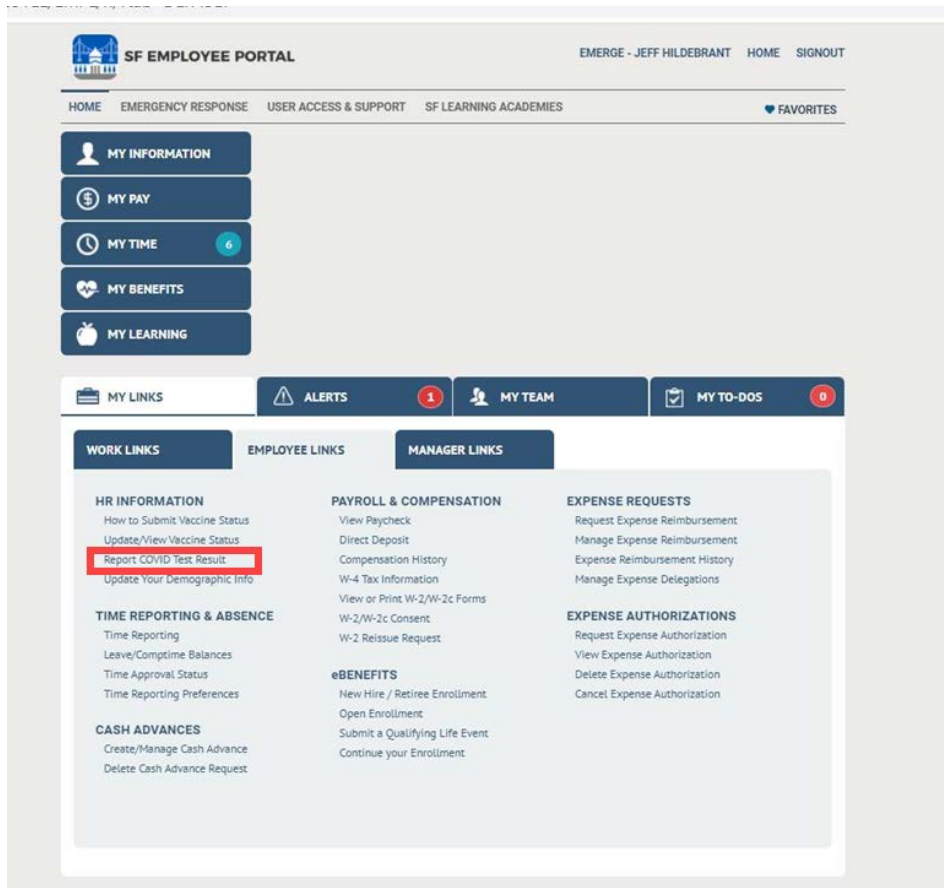 SF EMPLOYEE PORTAL
EMERGE - JEFF HILDEBRANT HOME SIGNOUT
HOME EMERGENCY RESPONSE USER ACCESS & SUPPORT SF LEARNING ACADEMIES FAVORITES
MY INFORMATION
MY PAY
MY TIME 6
MY BENEFITS
MY LEARNING
MY LINKS ALERTS 1 MY TEAM MY TO-DOS 0
WORK LINKS EMPLOYEE LINKS MANAGER LINKS
HR INFORMATION
How to Submit Vaccine Status
Update/View Vaccine Status
Report COVID Test Result
Update Your Demographic Info
TIME REPORTING & ABSENCE
Time Reporting
Leave/Comptime Balances
Time Approval Status
Time Reporting Preferences
CASH ADVANCES
Create/Manage Cash Advance
Delete Cash Advance Request
PAYROLL & COMPENSATION
View Paycheck
Direct Deposit
Compensation History
W-4 Tax Information
View or Print W-2/W-2c Forms
W-2/W-2c Consent
W-2 Reissue Request
eBENEFITS
New Hire / Retiree Enrollment
Open Enrollment
Submit a Qualifying Life Event
Continue your Enrollment
EXPENSE REQUESTS
Request Expense Reimbursement
Manage Expense Reimbursement
Expense Reimbursement History
Manage Expense Delegations
EXPENSE AUTHORIZATIONS
Request Expense Authorization
View Expense Authorization
Delete Expense Authorization
Cancel Expense Authorization